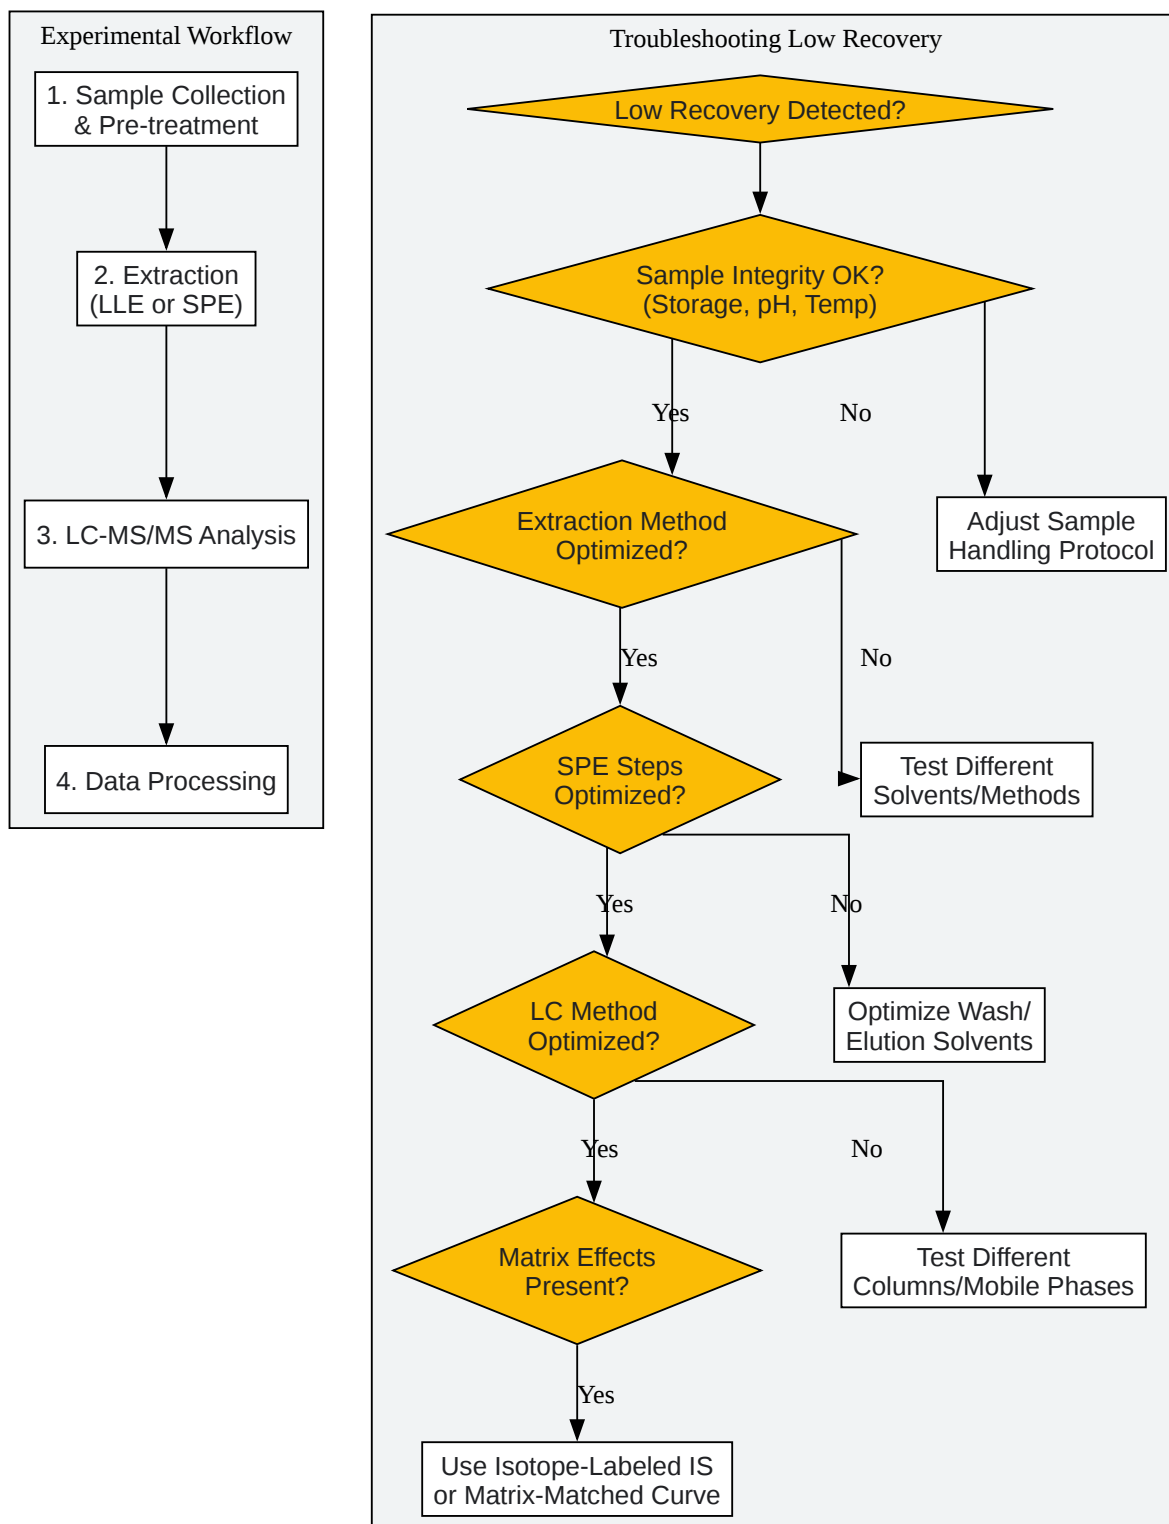 Experimental Workflow
1. Sample Collection
& Pre-treatment
2. Extraction
(LLE or SPE)
3. LC-MS/MS Analysis
4. Data Processing
Troubleshooting Low Recovery
Low Recovery Detected?
Sample Integrity OK?
(Storage, pH, Temp)
Yes
No
Extraction Method
Optimized?
Adjust Sample
Handling Protocol
Yes
No
SPE Steps
Optimized?
Test Different
Solvents/Methods
Yes
No
LC Method
Optimized?
Optimize Wash/
Elution Solvents
Yes
No
Matrix Effects
Present?
Test Different
Columns/Mobile Phases
Yes
Use Isotope-Labeled IS
or Matrix-Matched Curve